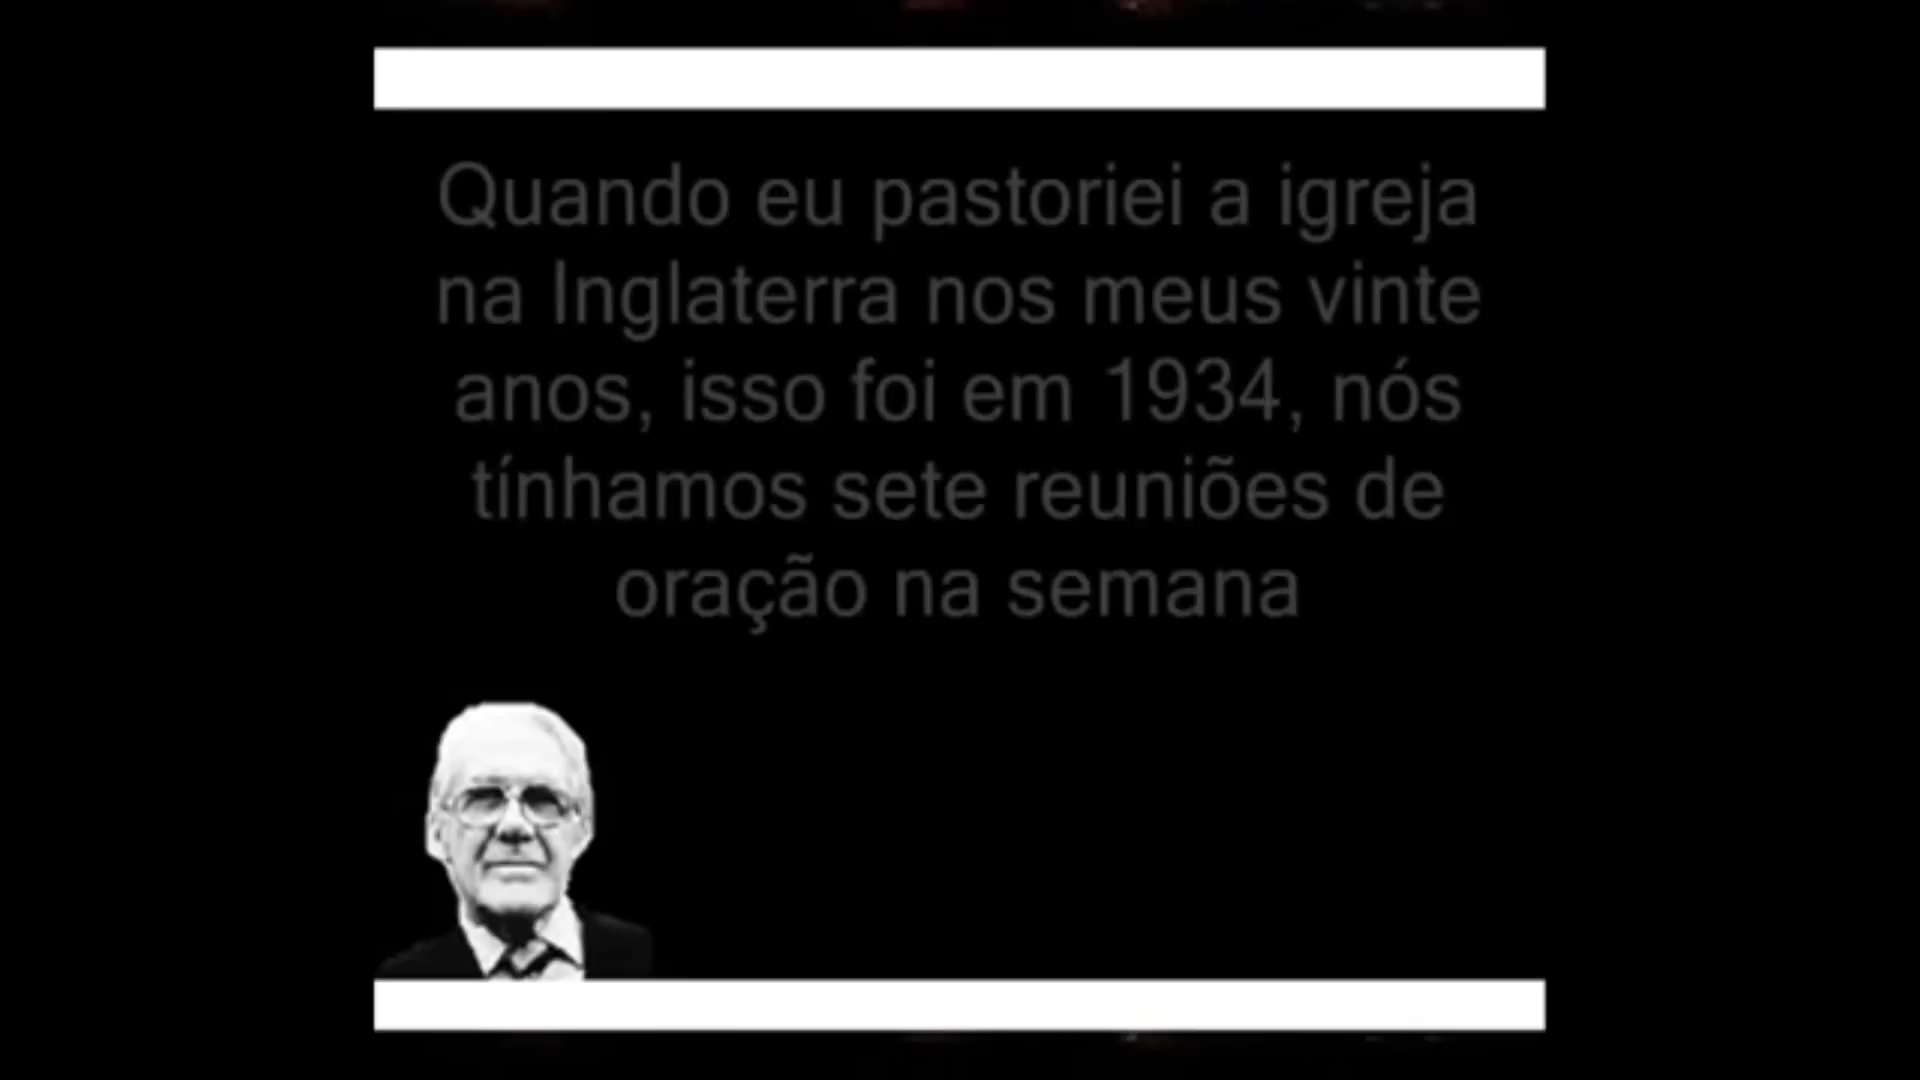 Quando eu pastoriei a igreja
na Inglaterra nos meus vinte
anos, isso foi em 1934, nós
tínhamos sete reuniões de
oração na semana